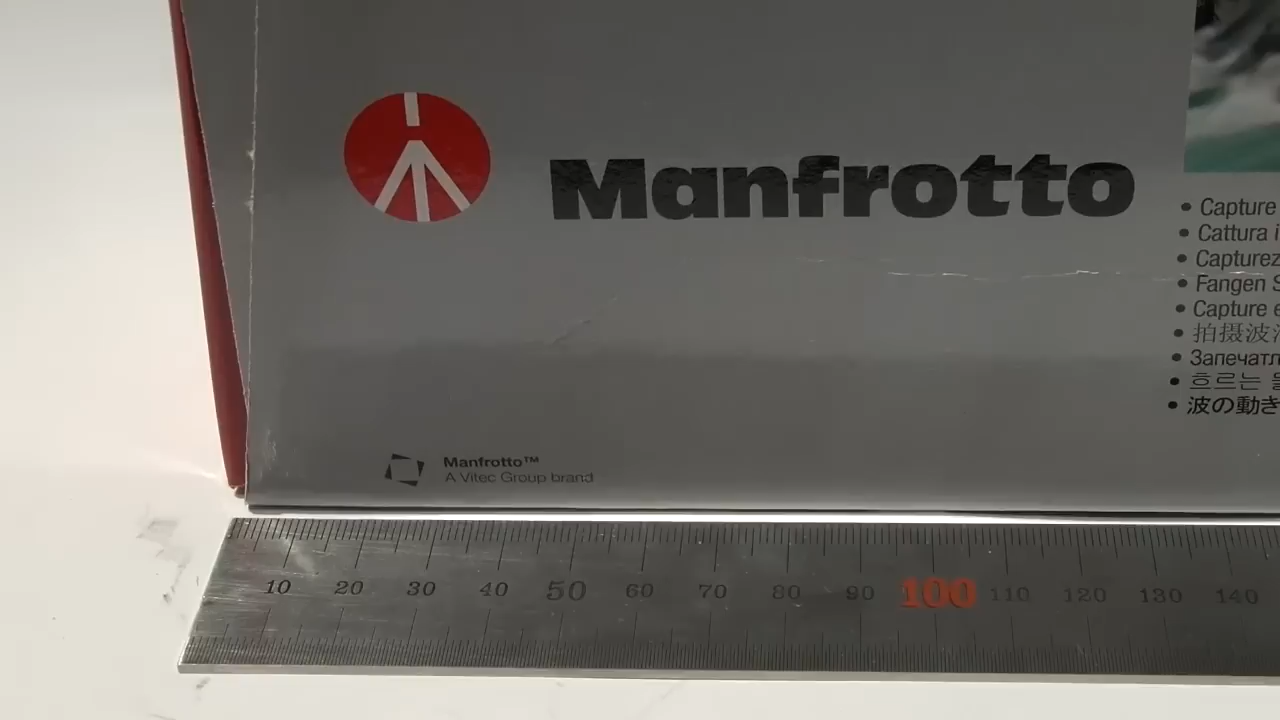 Manfrotto
• Capture
• Cattura i
• Capturez
• Fangen S
• Capture e
• 拍摄波
• Запечатл
• 흐르는
• 波の動き
Manfrotto™
A Vitec Group brand
10 20 30 40 50 60 70 80 90 100 110 120 130 140